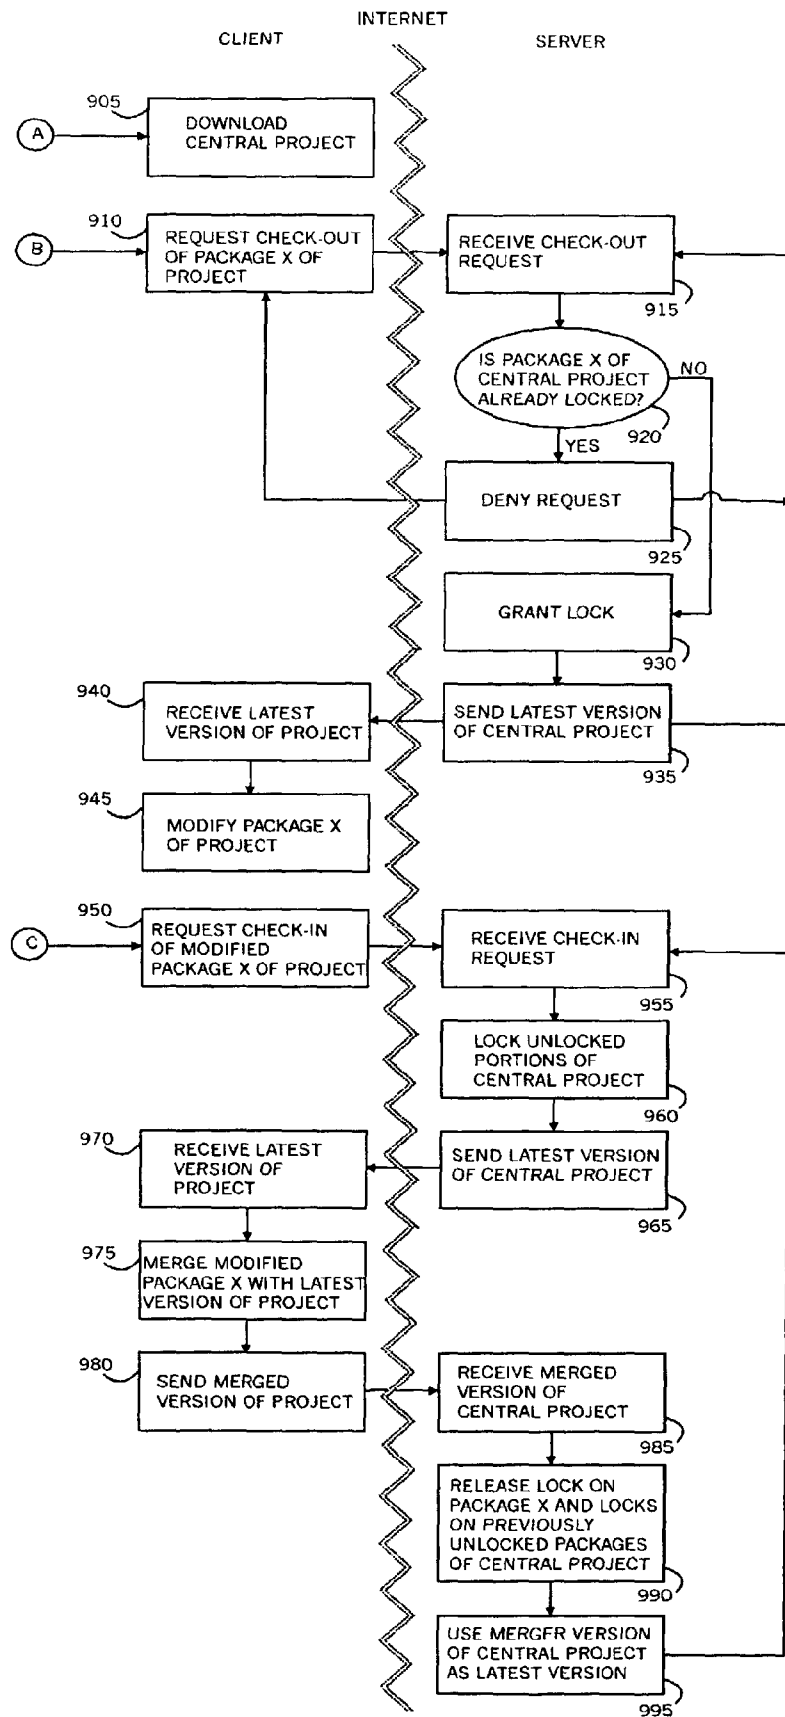 INTERNET
CLIENT
SERVER
905
A
DOWNLOAD
CENTRAL PROJECT
910
B
REQUEST CHECK-OUT
OF PACKAGE X OF
PROJECT
RECEIVE CHECK-OUT
REQUEST
915
IS PACKAGE X OF
CENTRAL PROJECT
ALREADY LOCKED?
NO
920
YES
DENY REQUEST
925
GRANT LOCK
930
940
RECEIVE LATEST
VERSION OF PROJECT
SEND LATEST VERSION
OF CENTRAL PROJECT
935
945
MODIFY PACKAGE X
OF PROJECT
950
C
REQUEST CHECK-IN
OF MODIFIED
PACKAGE X OF PROJECT
RECEIVE CHECK-IN
REQUEST
955
LOCK UNLOCKED
PORTIONS OF
CENTRAL PROJECT
960
970
RECEIVE LATEST
VERSION OF
PROJECT
SEND LATEST VERSION
OF CENTRAL PROJECT
965
975
MERGE MODIFIED
PACKAGE X WITH LATEST
VERSION OF PROJECT
980
SEND MERGED
VERSION OF PROJECT
RECEIVE MERGED
VERSION OF
CENTRAL PROJECT
985
RELEASE LOCK ON
PACKAGE X AND LOCKS
ON PREVIOUSLY
UNLOCKED PACKAGES
OF CENTRAL PROJECT
990
USE MERGER VERSION
OF CENTRAL PROJECT
AS LATEST VERSION
995